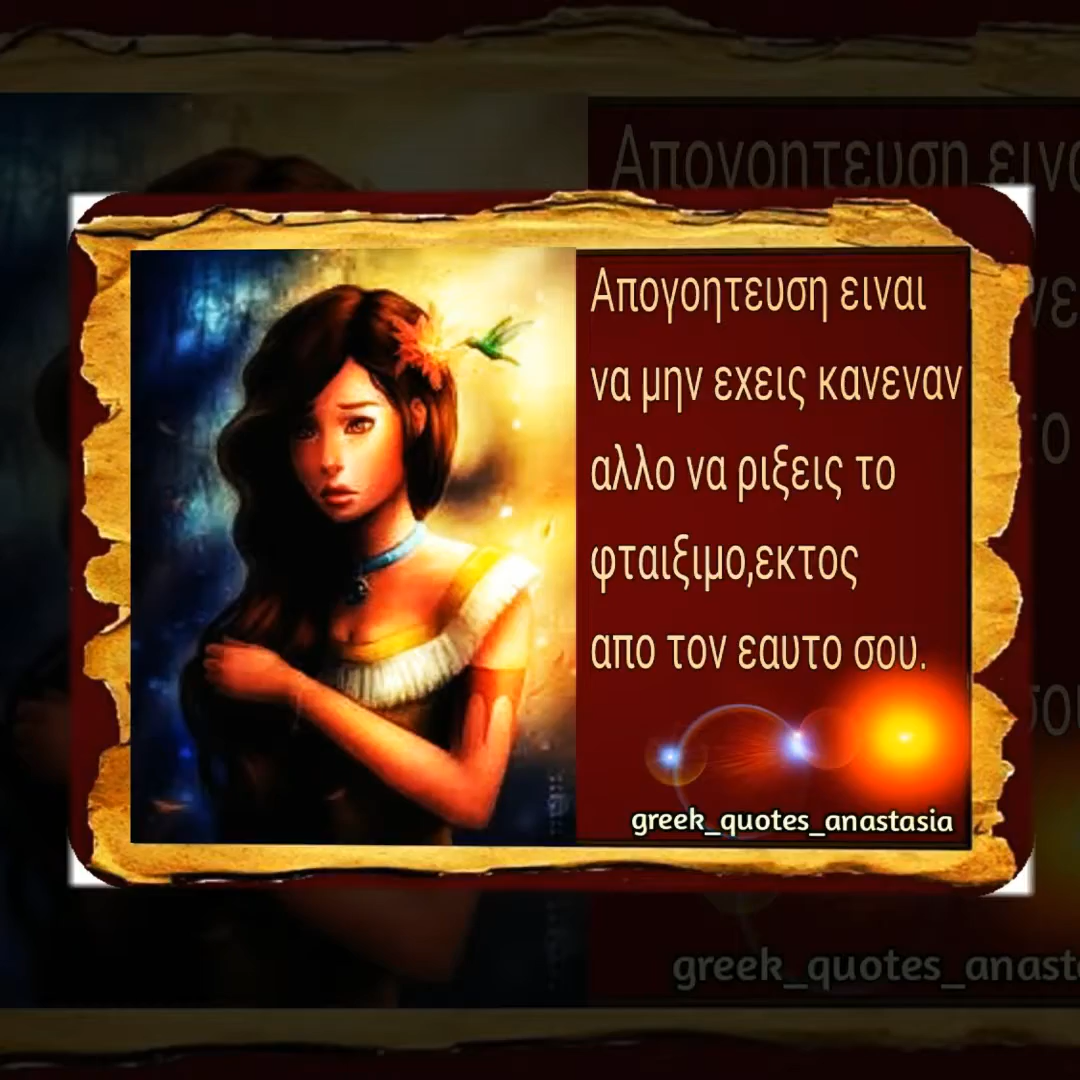 Απογοητευση ειναι
να μην εχεις κανεναν
αλλο να ριξεις το
φταιξιμο,εκτος
απο τον εαυτο σου.
greek_quotes_anastasia